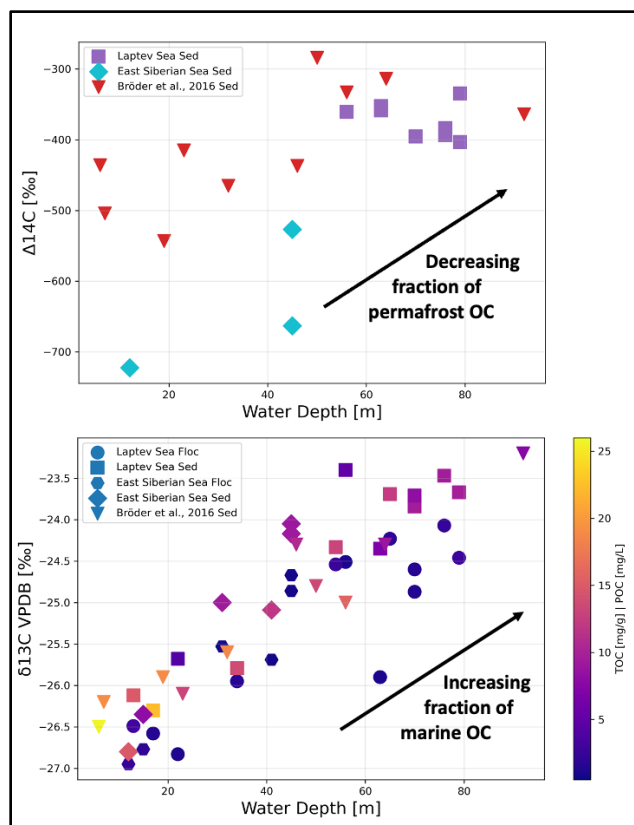 Laptev Sea Sed
East Siberian Sea Sed
Bröder et al., 2016 Sed
−300
−400
−500
−600
−700
Δ14C [‰]
Decreasing
fraction of
permafrost OC
20
40
60
80
Water Depth [m]
Laptev Sea Floc
Laptev Sea Sed
East Siberian Sea Floc
East Siberian Sea Sed
Bröder et al., 2016 Sed
−23.5
−24.0
−24.5
−25.0
−25.5
−26.0
−26.5
−27.0
δ13C VPDB [‰]
Increasing
fraction of
marine OC
20
40
60
80
Water Depth [m]
25
20
15
10
5
TOC [mg/g] | POC [mg/L]